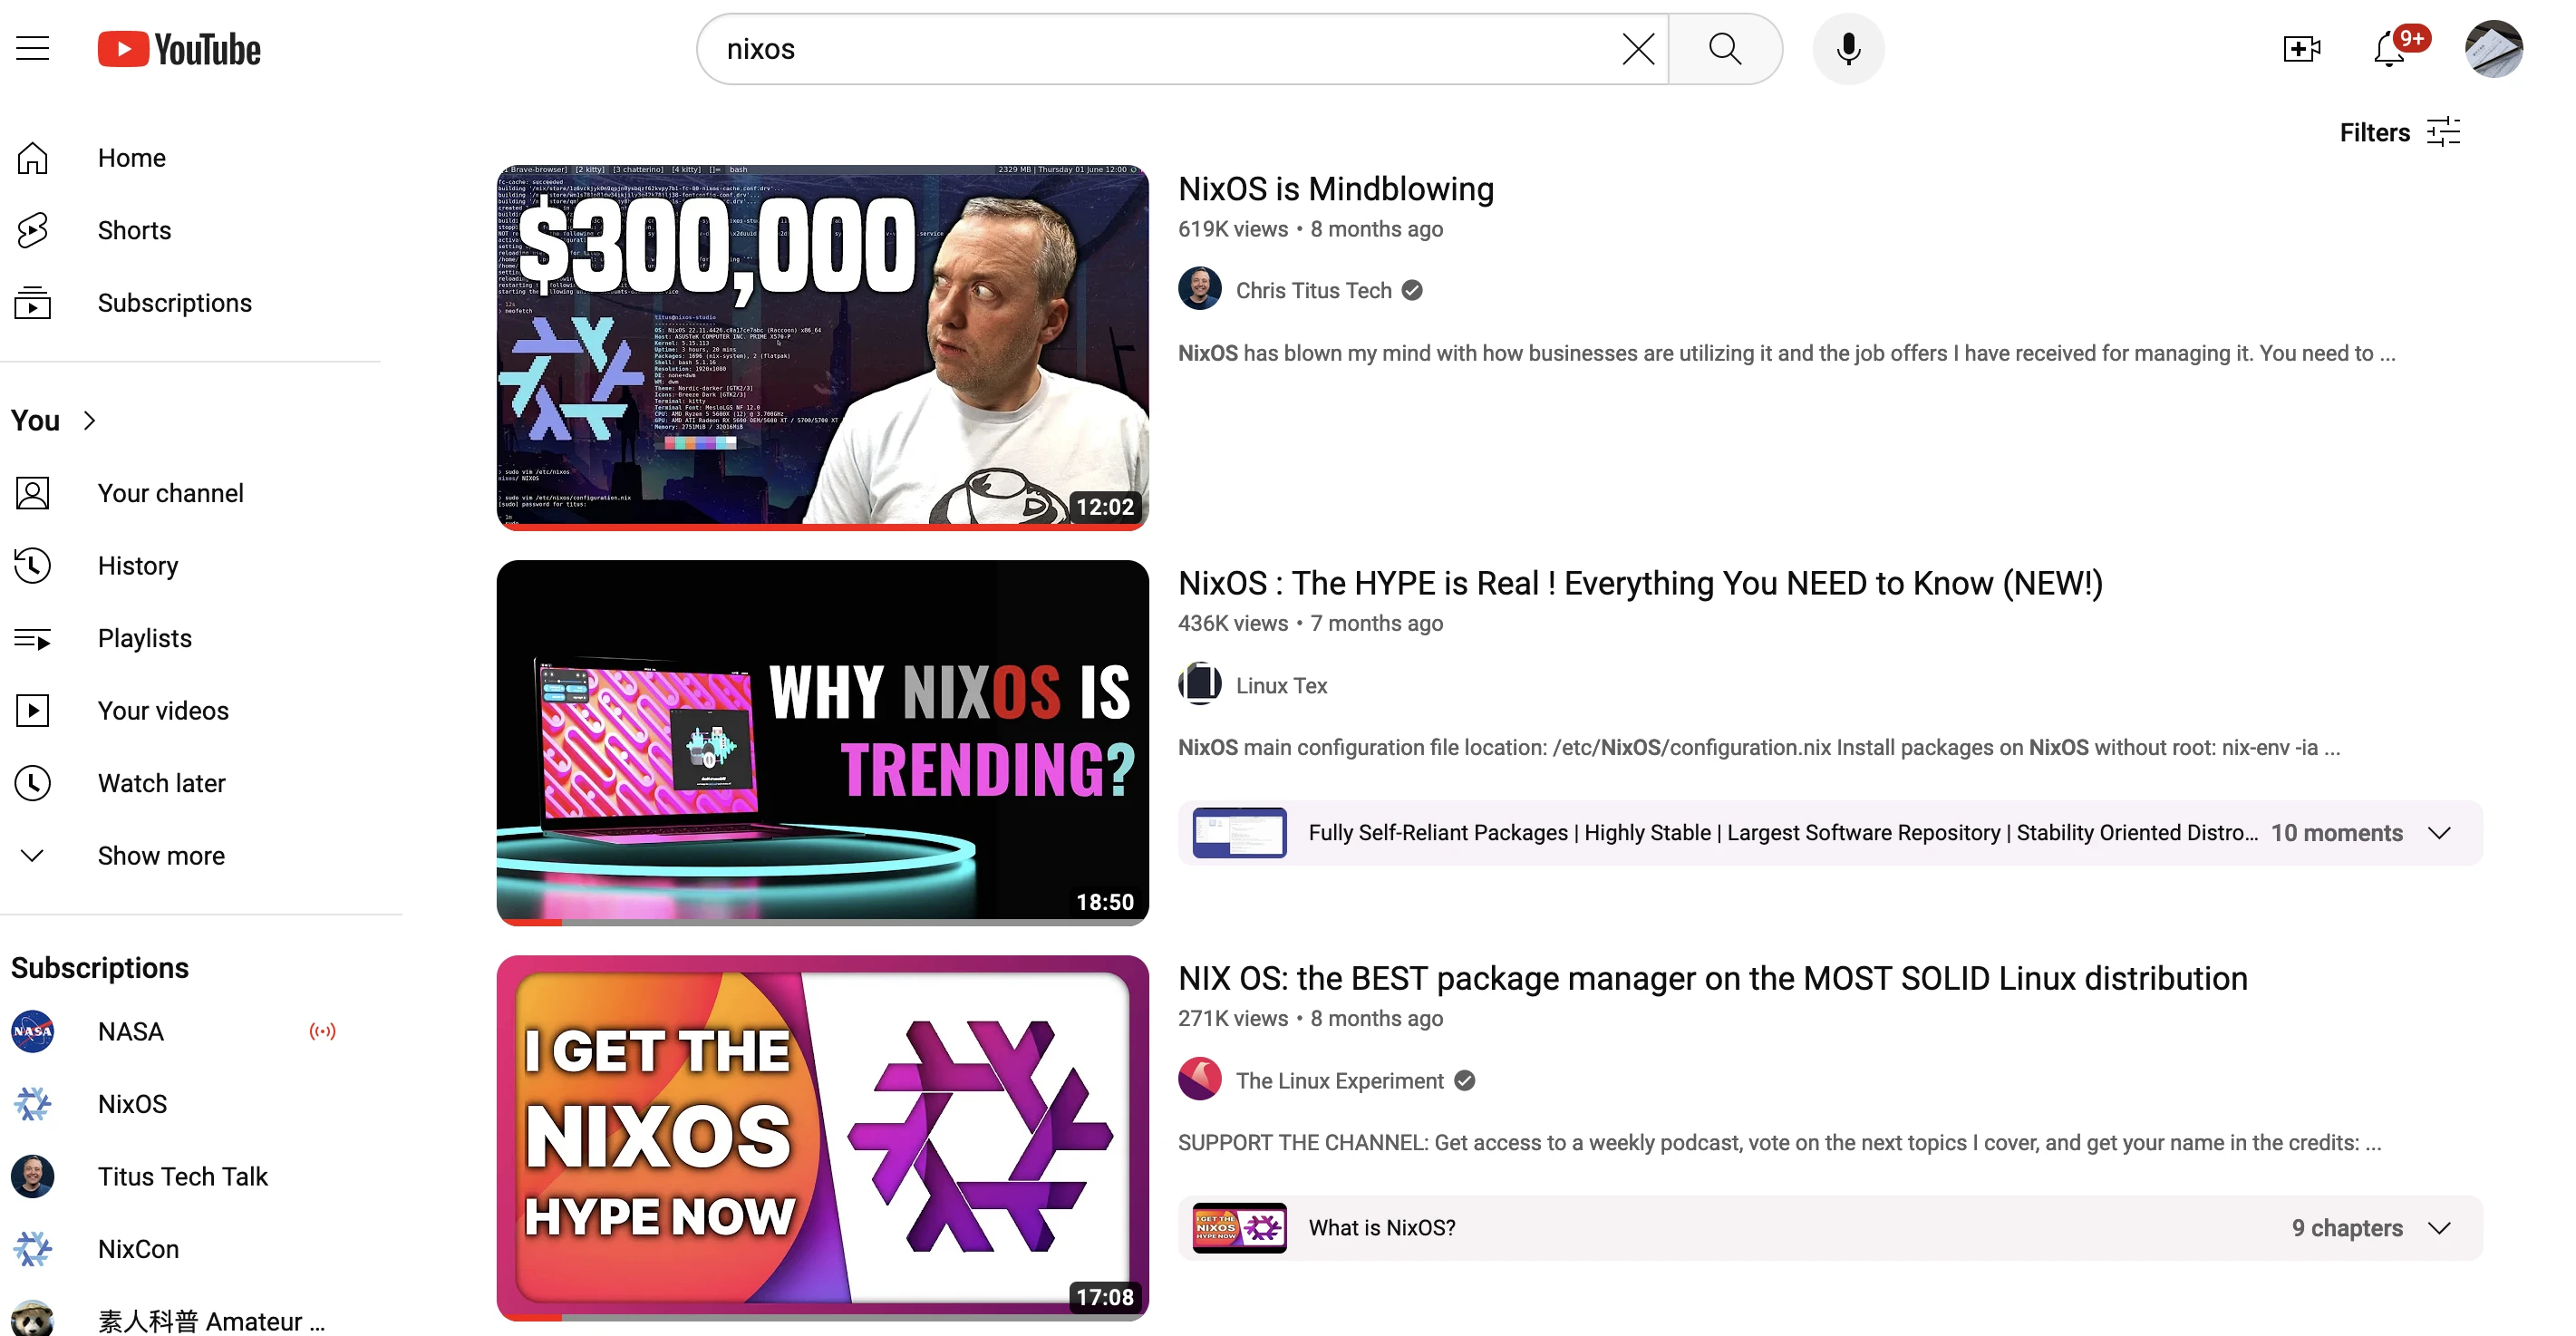 YouTube
nixos
9+
Filters
Home
Shorts
Subscriptions
You
Your channel
History
Playlists
Your videos
Watch later
Show more
Subscriptions
NASA
NixOS
Titus Tech Talk
NixCon
素人科普 Amateur ...
$300,000
12:02
NixOS is Mindblowing
619K views • 8 months ago
Chris Titus Tech
NixOS has blown my mind with how businesses are utilizing it and the job offers I have received for managing it. You need to ...
WHY NIXOS IS
TRENDING?
18:50
NixOS : The HYPE is Real ! Everything You NEED to Know (NEW!)
436K views • 7 months ago
Linux Tex
NixOS main configuration file location: /etc/NixOS/configuration.nix Install packages on NixOS without root: nix-env -ia ...
Fully Self-Reliant Packages | Highly Stable | Largest Software Repository | Stability Oriented Distro... 10 moments
I GET THE
NIXOS
HYPE NOW
17:08
NIX OS: the BEST package manager on the MOST SOLID Linux distribution
271K views • 8 months ago
The Linux Experiment
SUPPORT THE CHANNEL: Get access to a weekly podcast, vote on the next topics I cover, and get your name in the credits: ...
What is NixOS? 9 chapters